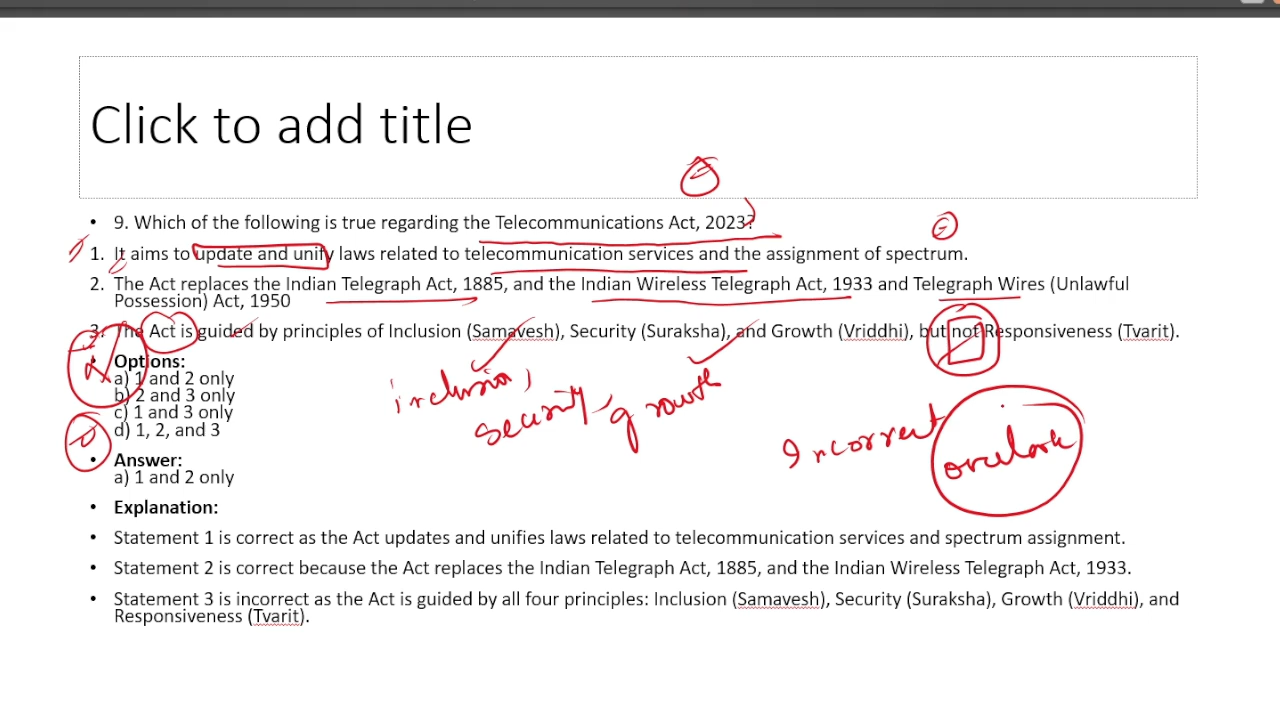 Click to add title
• 9. Which of the following is true regarding the Telecommunications Act, 2023?
1. It aims to update and unify laws related to telecommunication services and the assignment of spectrum.
2. The Act replaces the Indian Telegraph Act, 1885, and the Indian Wireless Telegraph Act, 1933 and Telegraph Wires (Unlawful
Possession) Act, 1950
3. The Act is guided by principles of Inclusion (Samavesh), Security (Suraksha), and Growth (Vriddhi), but not Responsiveness (Tvarit).
• Options:
a) 1 and 2 only
b) 2 and 3 only
c) 1 and 3 only
d) 1, 2, and 3
inclusion,
security, growth
Incorrect
overlook
• Answer:
a) 1 and 2 only
• Explanation:
• Statement 1 is correct as the Act updates and unifies laws related to telecommunication services and spectrum assignment.
• Statement 2 is correct because the Act replaces the Indian Telegraph Act, 1885, and the Indian Wireless Telegraph Act, 1933.
• Statement 3 is incorrect as the Act is guided by all four principles: Inclusion (Samavesh), Security (Suraksha), Growth (Vriddhi), and
Responsiveness (Tvarit).